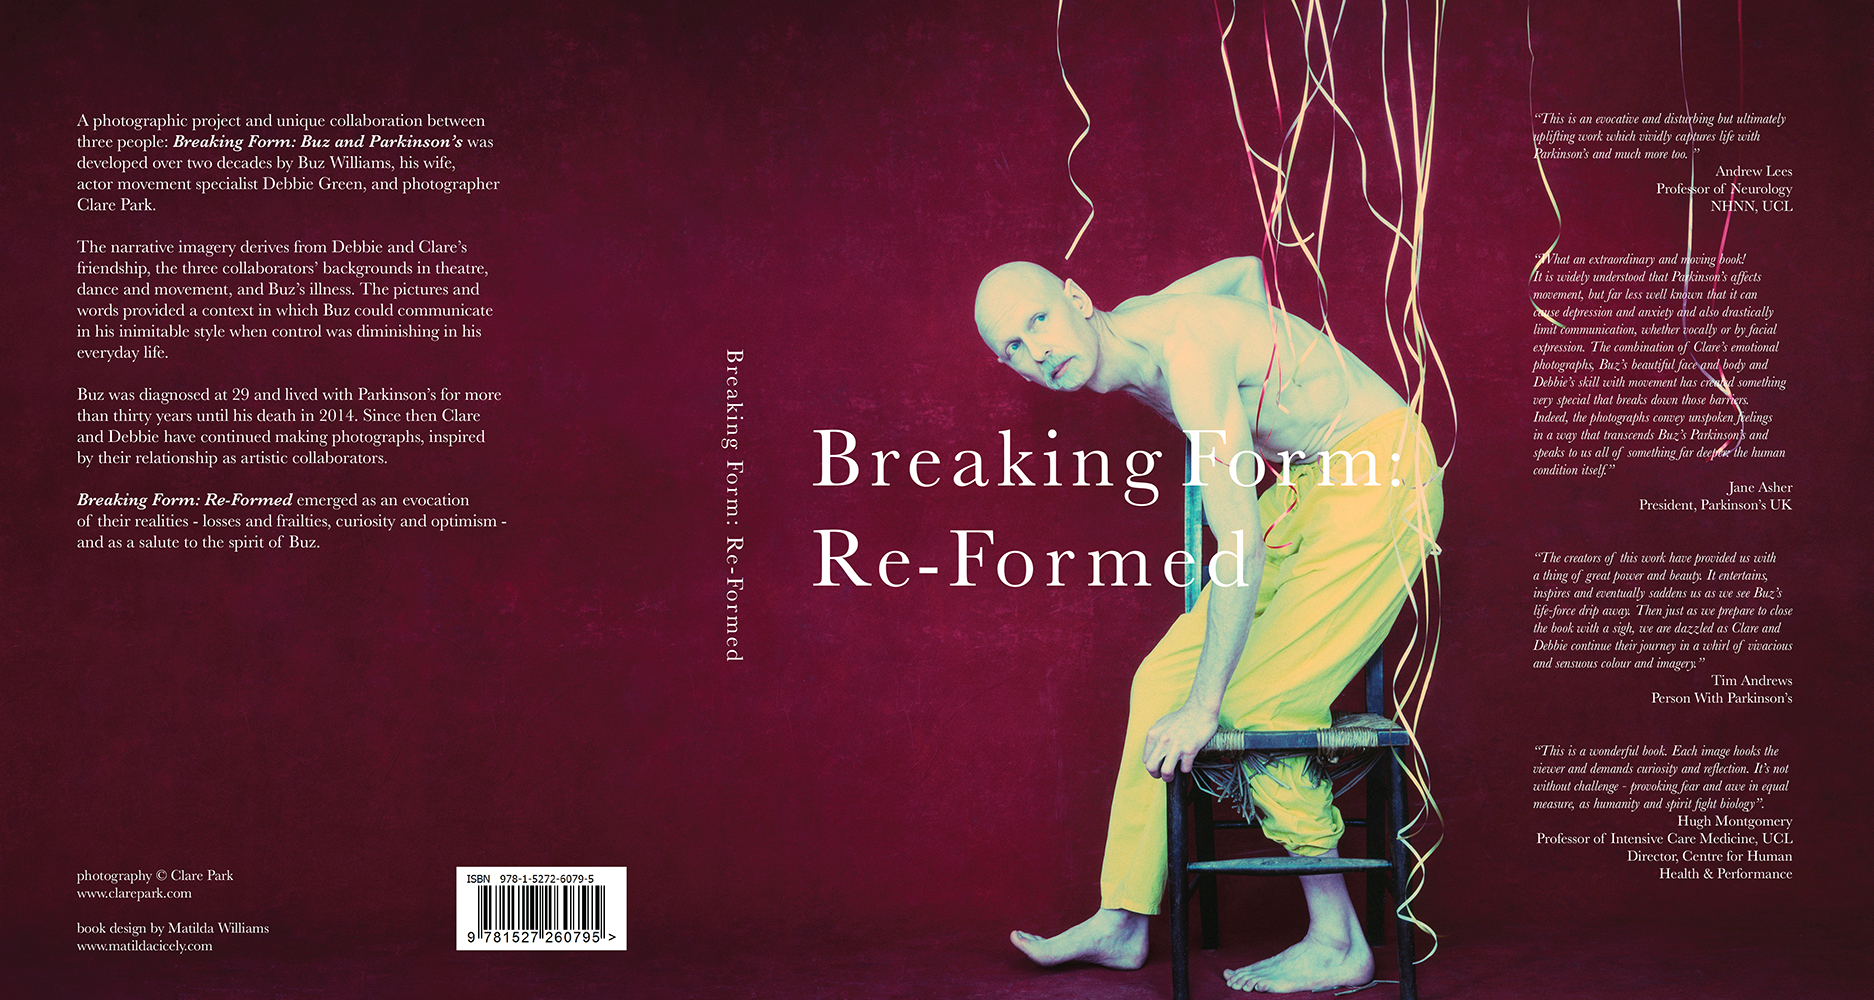 A photographic project and unique collaboration between
three people: Breaking Form: Buz and Parkinson's was
developed over two decades by Buz Williams, his wife,
actor movement specialist Debbie Green, and photographer
Clare Park.
The narrative imagery derives from Debbie and Clare's
friendship, the three collaborators' backgrounds in theatre,
dance and movement, and Buz's illness. The pictures and
words provided a context in which Buz could communicate
in his inimitable style when control was diminishing in his
everyday life.
Buz was diagnosed at 29 and lived with Parkinson's for more
than thirty years until his death in 2014. Since then Clare
and Debbie have continued making photographs, inspired
by their relationship as artistic collaborators.
Breaking Form: Re-Formed emerged as an evocation
of their realities - losses and frailties, curiosity and optimism -
and as a salute to the spirit of Buz.
photography © Clare Park
www.clarepark.com
book design by Matilda Williams
www.matildacicely.com
ISBN 978-1-5272-6079-5
9 781527 260795 >
Breaking Form: Re-Formed
Breaking Form:
Re-Formed
“This is an evocative and disturbing but ultimately
uplifting work which vividly captures life with
Parkinson's and much more too. ”
Andrew Lees
Professor of Neurology
NHNN, UCL
“What an extraordinary and moving book!
It is widely understood that Parkinson's affects
movement, but far less well known that it can
cause depression and anxiety and also drastically
limit communication, whether vocally or by facial
expression. The combination of Clare's emotional
photographs, Buz's beautiful face and body and
Debbie's skill with movement has created something
very special that breaks down those barriers.
Indeed, the photographs convey unspoken feelings
in a way that transcends Buz's Parkinson's and
speaks to us all of something far deeper: the human
condition itself.”
Jane Asher
President, Parkinson's UK
“The creators of this work have provided us with
a thing of great power and beauty. It entertains,
inspires and eventually saddens us as we see Buz's
life-force drip away. Then just as we prepare to close
the book with a sigh, we are dazzled as Clare and
Debbie continue their journey in a whirl of vivacious
and sensuous colour and imagery.”
Tim Andrews
Person With Parkinson's
“This is a wonderful book. Each image hooks the
viewer and demands curiosity and reflection. It's not
without challenge - provoking fear and awe in equal
measure, as humanity and spirit fight biology”.
Hugh Montgomery
Professor of Intensive Care Medicine, UCL
Director, Centre for Human
Health & Performance